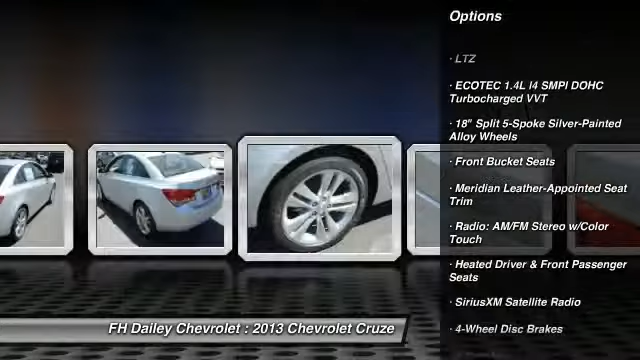 Options
· LTZ
· ECOTEC 1.4L I4 SMPI DOHC
Turbocharged VVT
· 18" Split 5-Spoke Silver-Painted
Alloy Wheels
· Front Bucket Seats
· Meridian Leather-Appointed Seat
Trim
· Radio: AM/FM Stereo w/Color
Touch
· Heated Driver & Front Passenger
Seats
· SiriusXM Satellite Radio
· 4-Wheel Disc Brakes
FH Dailey Chevrolet : 2013 Chevrolet Cruze